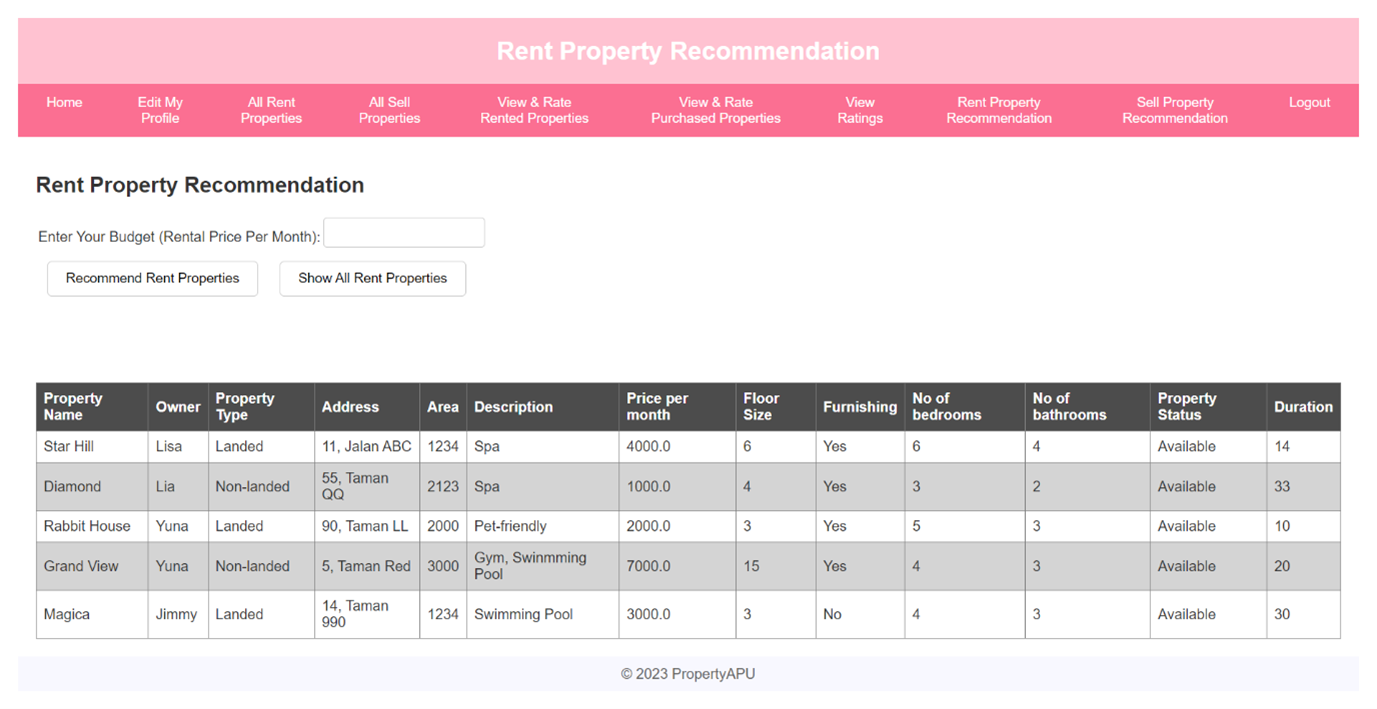 Rent Property Recommendation
Home Edit My Profile All Rent Properties All Sell Properties View & Rate Rented Properties View & Rate Purchased Properties View Ratings Rent Property Recommendation Sell Property Recommendation Logout
Rent Property Recommendation
Enter Your Budget (Rental Price Per Month):
Recommend Rent Properties Show All Rent Properties
Property Name Owner Property Type Address Area Description Price per month Floor Size Furnishing No of bedrooms No of bathrooms Property Status Duration
Star Hill Lisa Landed 11, Jalan ABC 1234 Spa 4000.0 6 Yes 6 4 Available 14
Diamond Lia Non-landed 55, Taman QQ 2123 Spa 1000.0 4 Yes 3 2 Available 33
Rabbit House Yuna Landed 90, Taman LL 2000 Pet-friendly 2000.0 3 Yes 5 3 Available 10
Grand View Yuna Non-landed 5, Taman Red 3000 Gym, Swinmming Pool 7000.0 15 Yes 4 3 Available 20
Magica Jimmy Landed 14, Taman 990 1234 Swimming Pool 3000.0 3 No 4 3 Available 30
© 2023 PropertyAPU